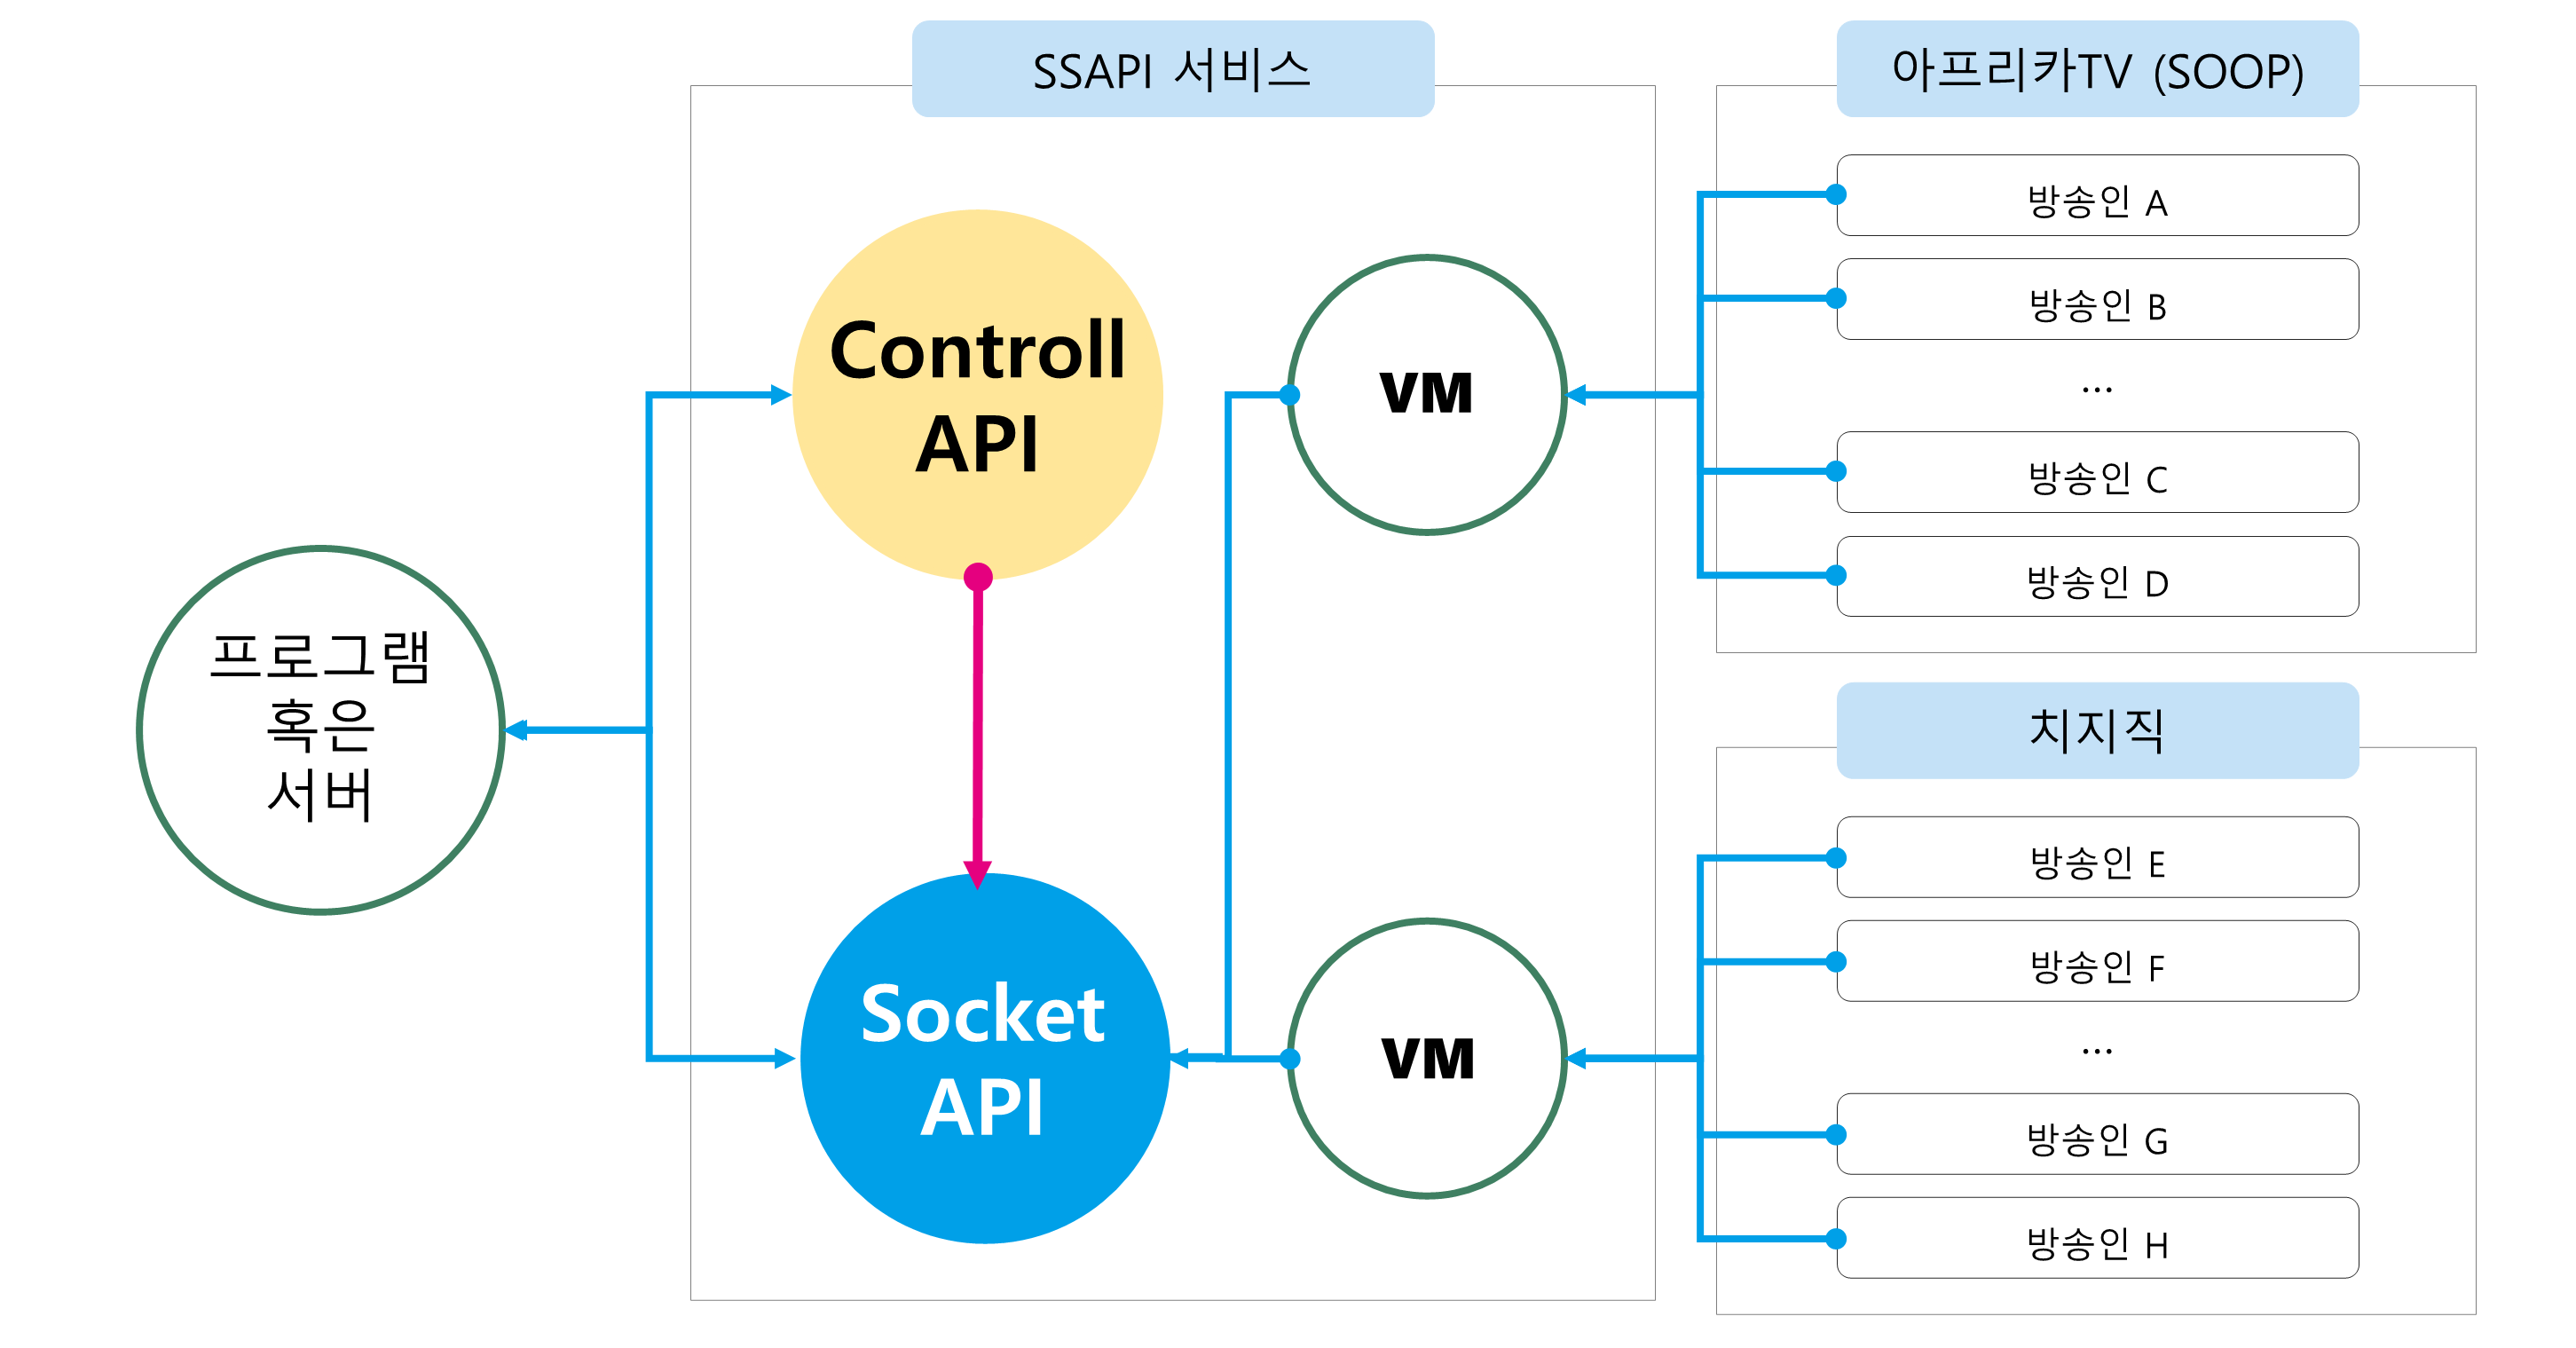 SSAPI 서비스
아프리카TV (SOOP)
방송인 A
방송인 B
...
방송인 C
방송인 D
Controll
API
VM
프로그램
혹은
서버
치지직
방송인 E
방송인 F
...
방송인 G
방송인 H
Socket
API
VM